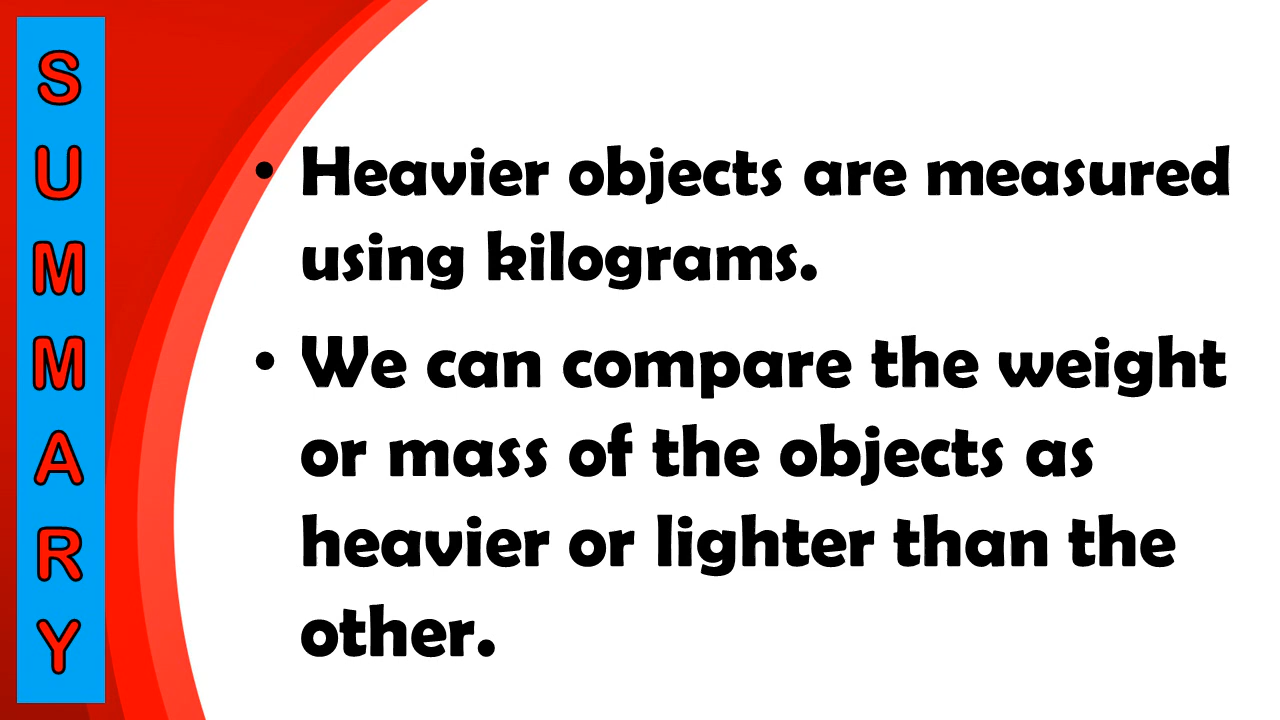 SUMMARY
• Heavier objects are measured
using kilograms.
• We can compare the weight
or mass of the objects as
heavier or lighter than the
other.